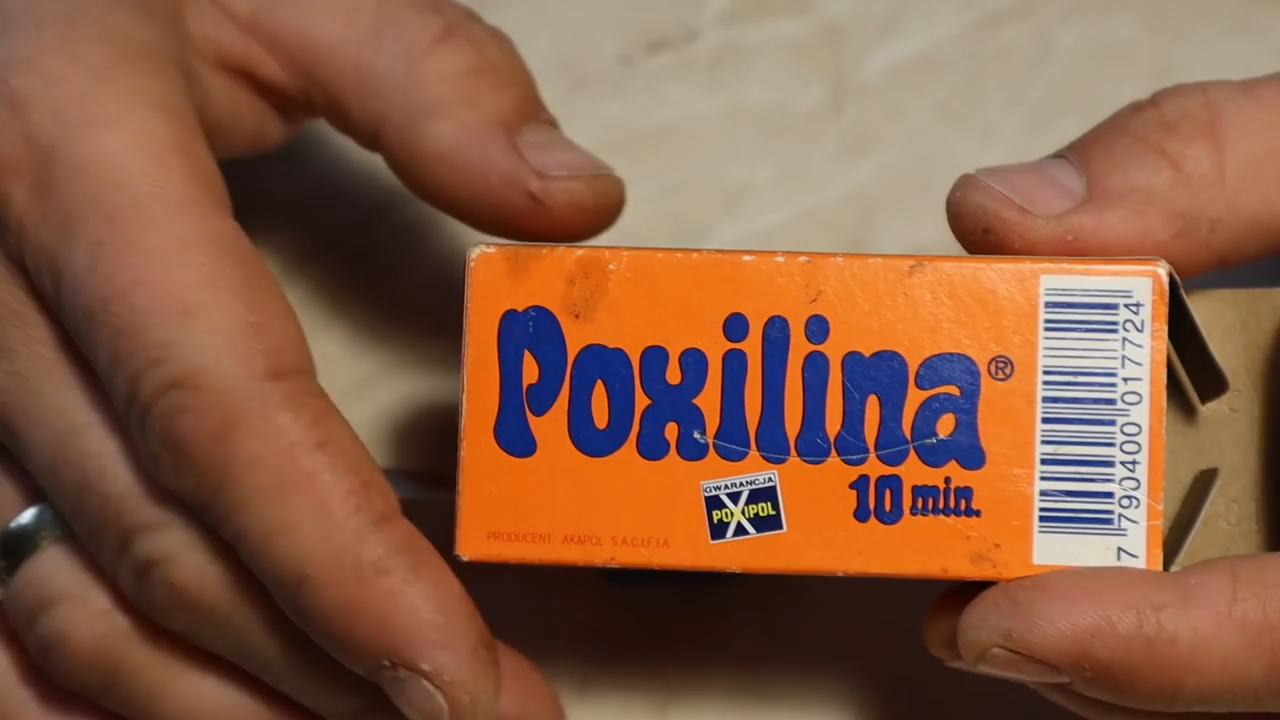 Poxilina®
10 min.
GWARANCJA
POXIPOL
PRODUCENT: AKAPOL S.A.C.I.F.I.A.
7 790400 017724